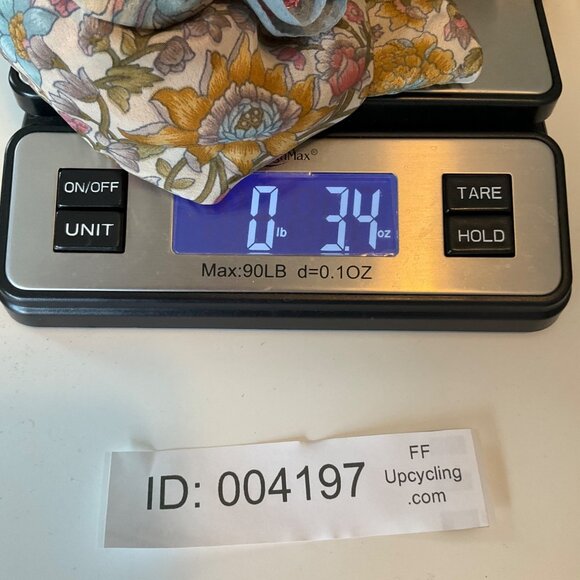 ON/OFF
UNIT
0 lb 3.4 oz
TARE
HOLD
Max:90LB d=0.1OZ
ID: 004197
FF
Upcycling
.com